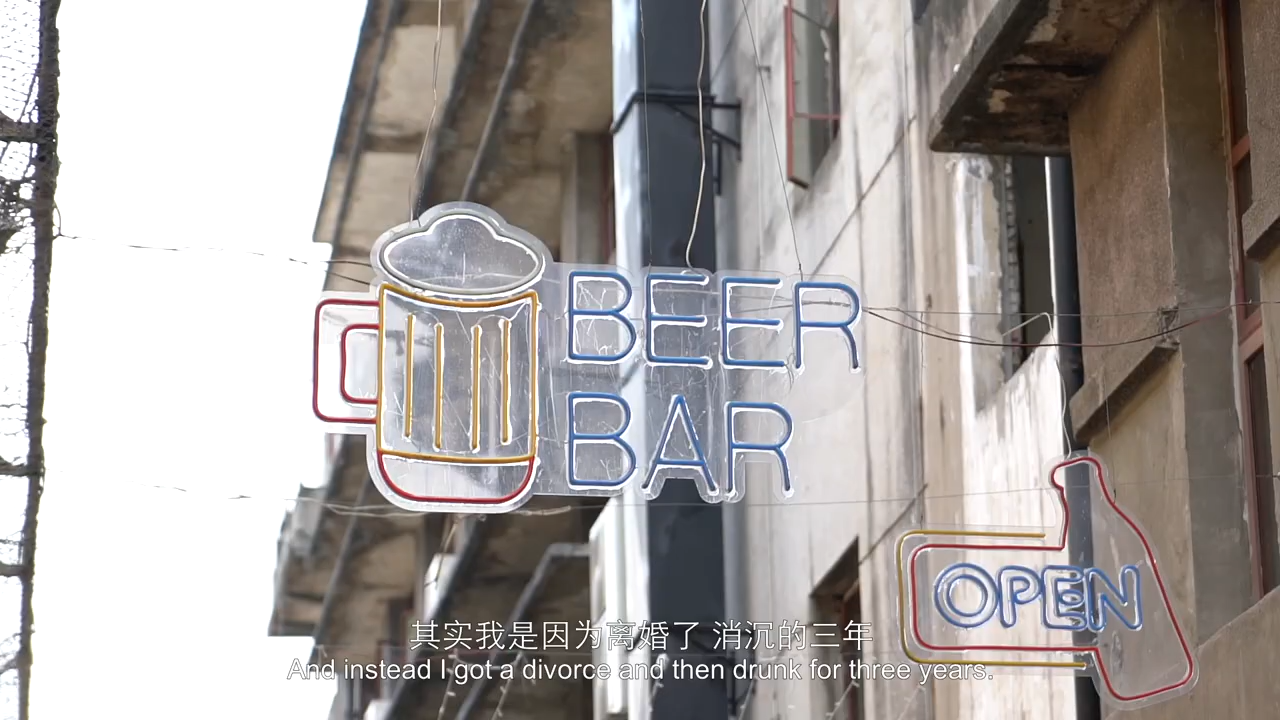 BEER
BAR
OPEN
其实我是因为离婚了 消沉的三年
And instead I got a divorce and then drunk for three years.